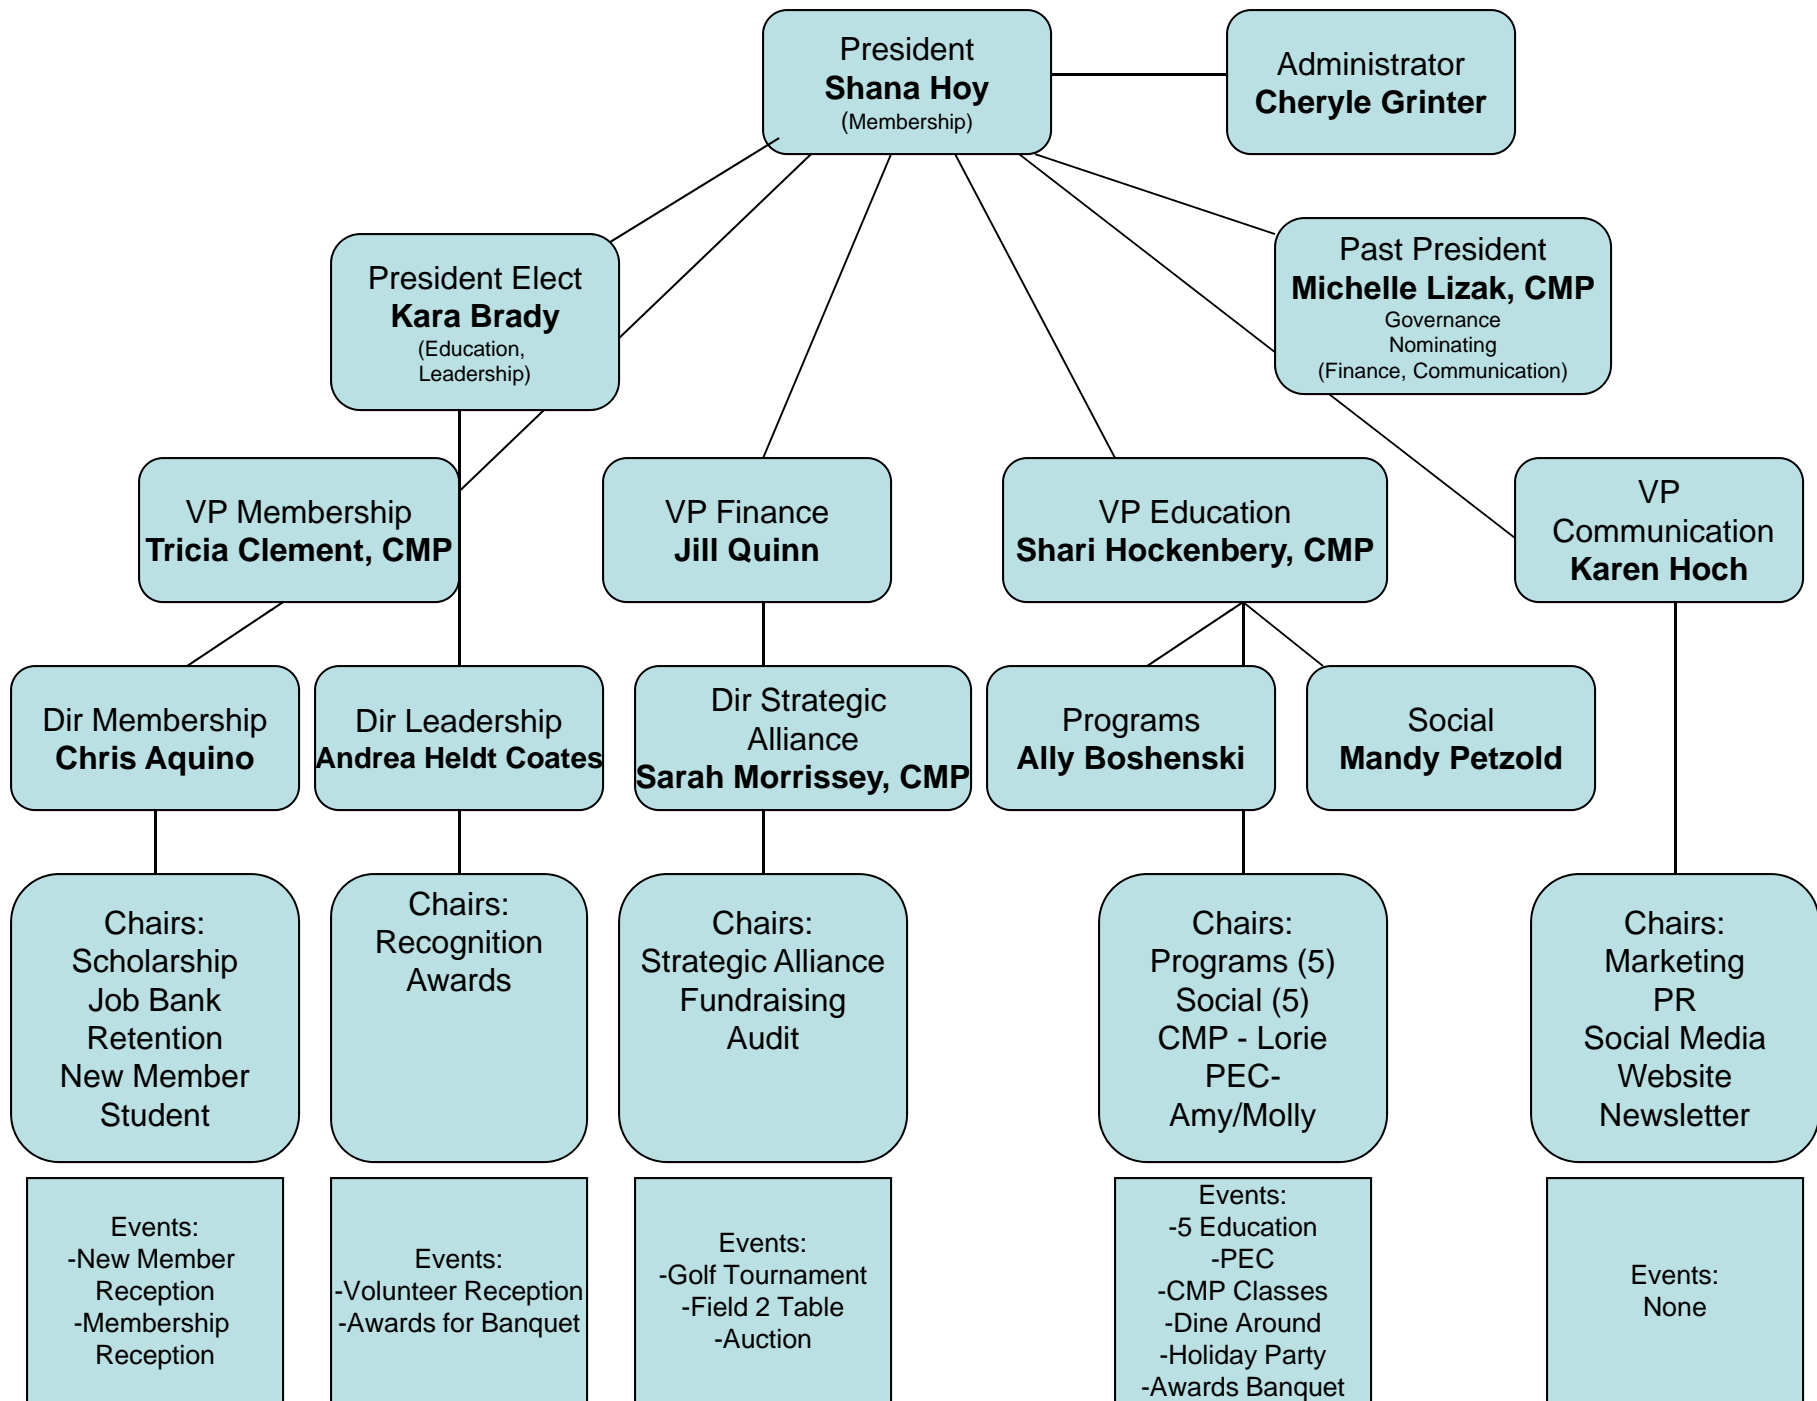 President
Shana Hoy
(Membership)
Administrator
Cheryle Grinter
President Elect
Kara Brady
(Education,
Leadership)
Past President
Michelle Lizak, CMP
Governance
Nominating
(Finance, Communication)
VP Membership
Tricia Clement, CMP
VP Finance
Jill Quinn
VP Education
Shari Hockenbery, CMP
VP
Communication
Karen Hoch
Dir Membership
Chris Aquino
Dir Leadership
Andrea Heldt Coates
Dir Strategic
Alliance
Sarah Morrissey, CMP
Programs
Ally Boshenski
Social
Mandy Petzold
Chairs:
Scholarship
Job Bank
Retention
New Member
Student
Chairs:
Recognition
Awards
Chairs:
Strategic Alliance
Fundraising
Audit
Chairs:
Programs (5)
Social (5)
CMP - Lorie
PEC-
Amy/Molly
Chairs:
Marketing
PR
Social Media
Website
Newsletter
Events:
-New Member
Reception
-Membership
Reception
Events:
-Volunteer Reception
-Awards for Banquet
Events:
-Golf Tournament
-Field 2 Table
-Auction
Events:
-5 Education
-PEC
-CMP Classes
-Dine Around
-Holiday Party
-Awards Banquet
Events:
None